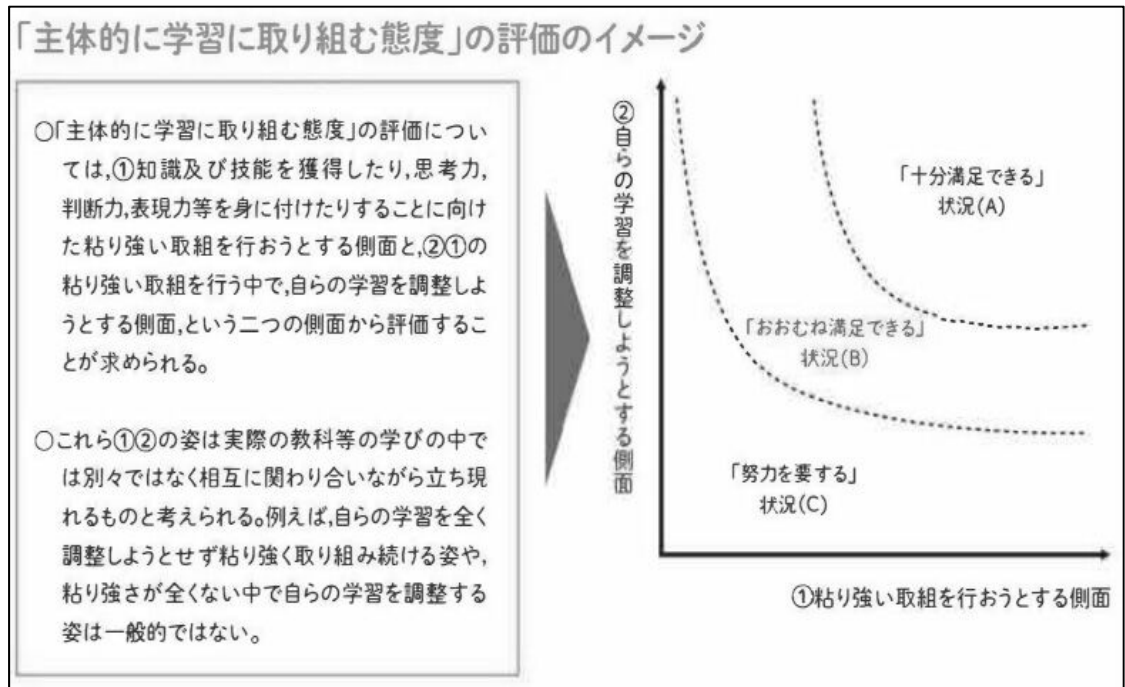 「主体的に学習に取り組む態度」の評価のイメージ
○「主体的に学習に取り組む態度」の評価につい
ては,①知識及び技能を獲得したり,思考力,
判断力,表現力等を身に付けたりすることに向け
た粘り強い取組を行おうとする側面と,②①の
粘り強い取組を行う中で,自らの学習を調整しよ
うとする側面,という二つの側面から評価するこ
とが求められる。
○これら①②の姿は実際の教科等の学びの中で
は別々ではなく相互に関わり合いながら立ち現
れるものと考えられる。例えば,自らの学習を全く
調整しようとせず粘り強く取り組み続ける姿や,
粘り強さが全くない中で自らの学習を調整する
姿は一般的ではない。
②自らの学習を調整しようとする側面
「十分満足できる」
状況(A)
「おおむね満足できる」
状況(B)
「努力を要する」
状況(C)
①粘り強い取組を行おうとする側面